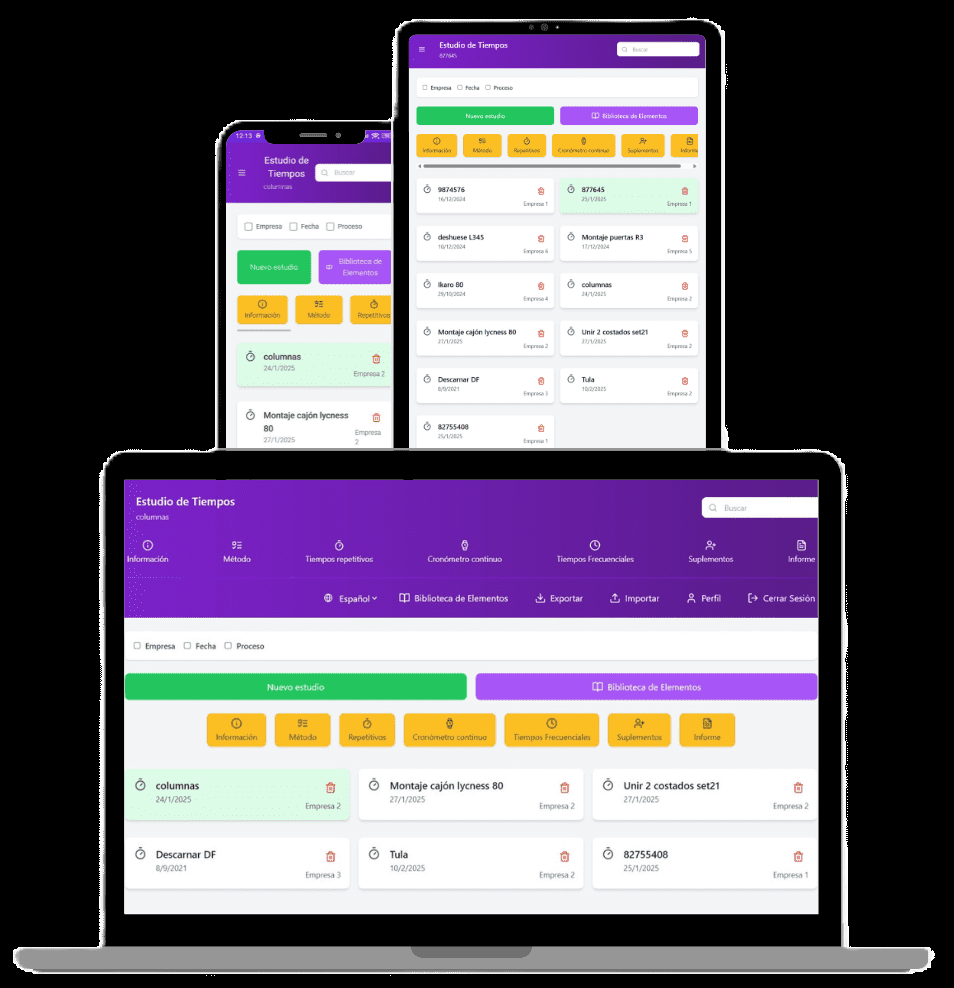 Estudio de Tiempos
877645
Buscar
Empresa Fecha Proceso
Nuevo estudio Biblioteca de Elementos
Información Método Repetitivos Cronómetro continuo Suplementos Inform
9874576
16/12/2024
Empresa 1
877645
25/1/2025
Empresa 1
deshuese L345
10/12/2024
Empresa 6
Montaje puertas R3
17/12/2024
Empresa 5
Ikaro 80
29/10/2024
Empresa 4
columnas
24/1/2025
Empresa 2
Montaje cajón lycness 80
27/1/2025
Empresa 2
Unir 2 costados set21
27/1/2025
Empresa 2
Descarnar DF
8/9/2021
Empresa 3
Tula
10/2/2025
Empresa 2
82755408
25/1/2025
Empresa 1
12:13
Estudio de
Tiempos
columnas
Buscar
Empresa Fecha Proceso
Nuevo estudio
Biblioteca de
Elementos
Información Método Repetitivos
columnas
24/1/2025
Empresa 2
Montaje cajón lycness
80
27/1/2025
Empresa
2
Estudio de Tiempos
columnas
Buscar
Información Método Tiempos repetitivos Cronómetro continuo Tiempos Frecuenciales Suplementos Informe
Español Biblioteca de Elementos Exportar Importar Perfil Cerrar Sesión
Empresa Fecha Proceso
Nuevo estudio Biblioteca de Elementos
Información Método Repetitivos Cronómetro continuo Tiempos Frecuenciales Suplementos Informe
columnas
24/1/2025
Empresa 2
Montaje cajón lycness 80
27/1/2025
Empresa 2
Unir 2 costados set21
27/1/2025
Empresa 2
Descarnar DF
8/9/2021
Empresa 3
Tula
10/2/2025
Empresa 2
82755408
25/1/2025
Empresa 1